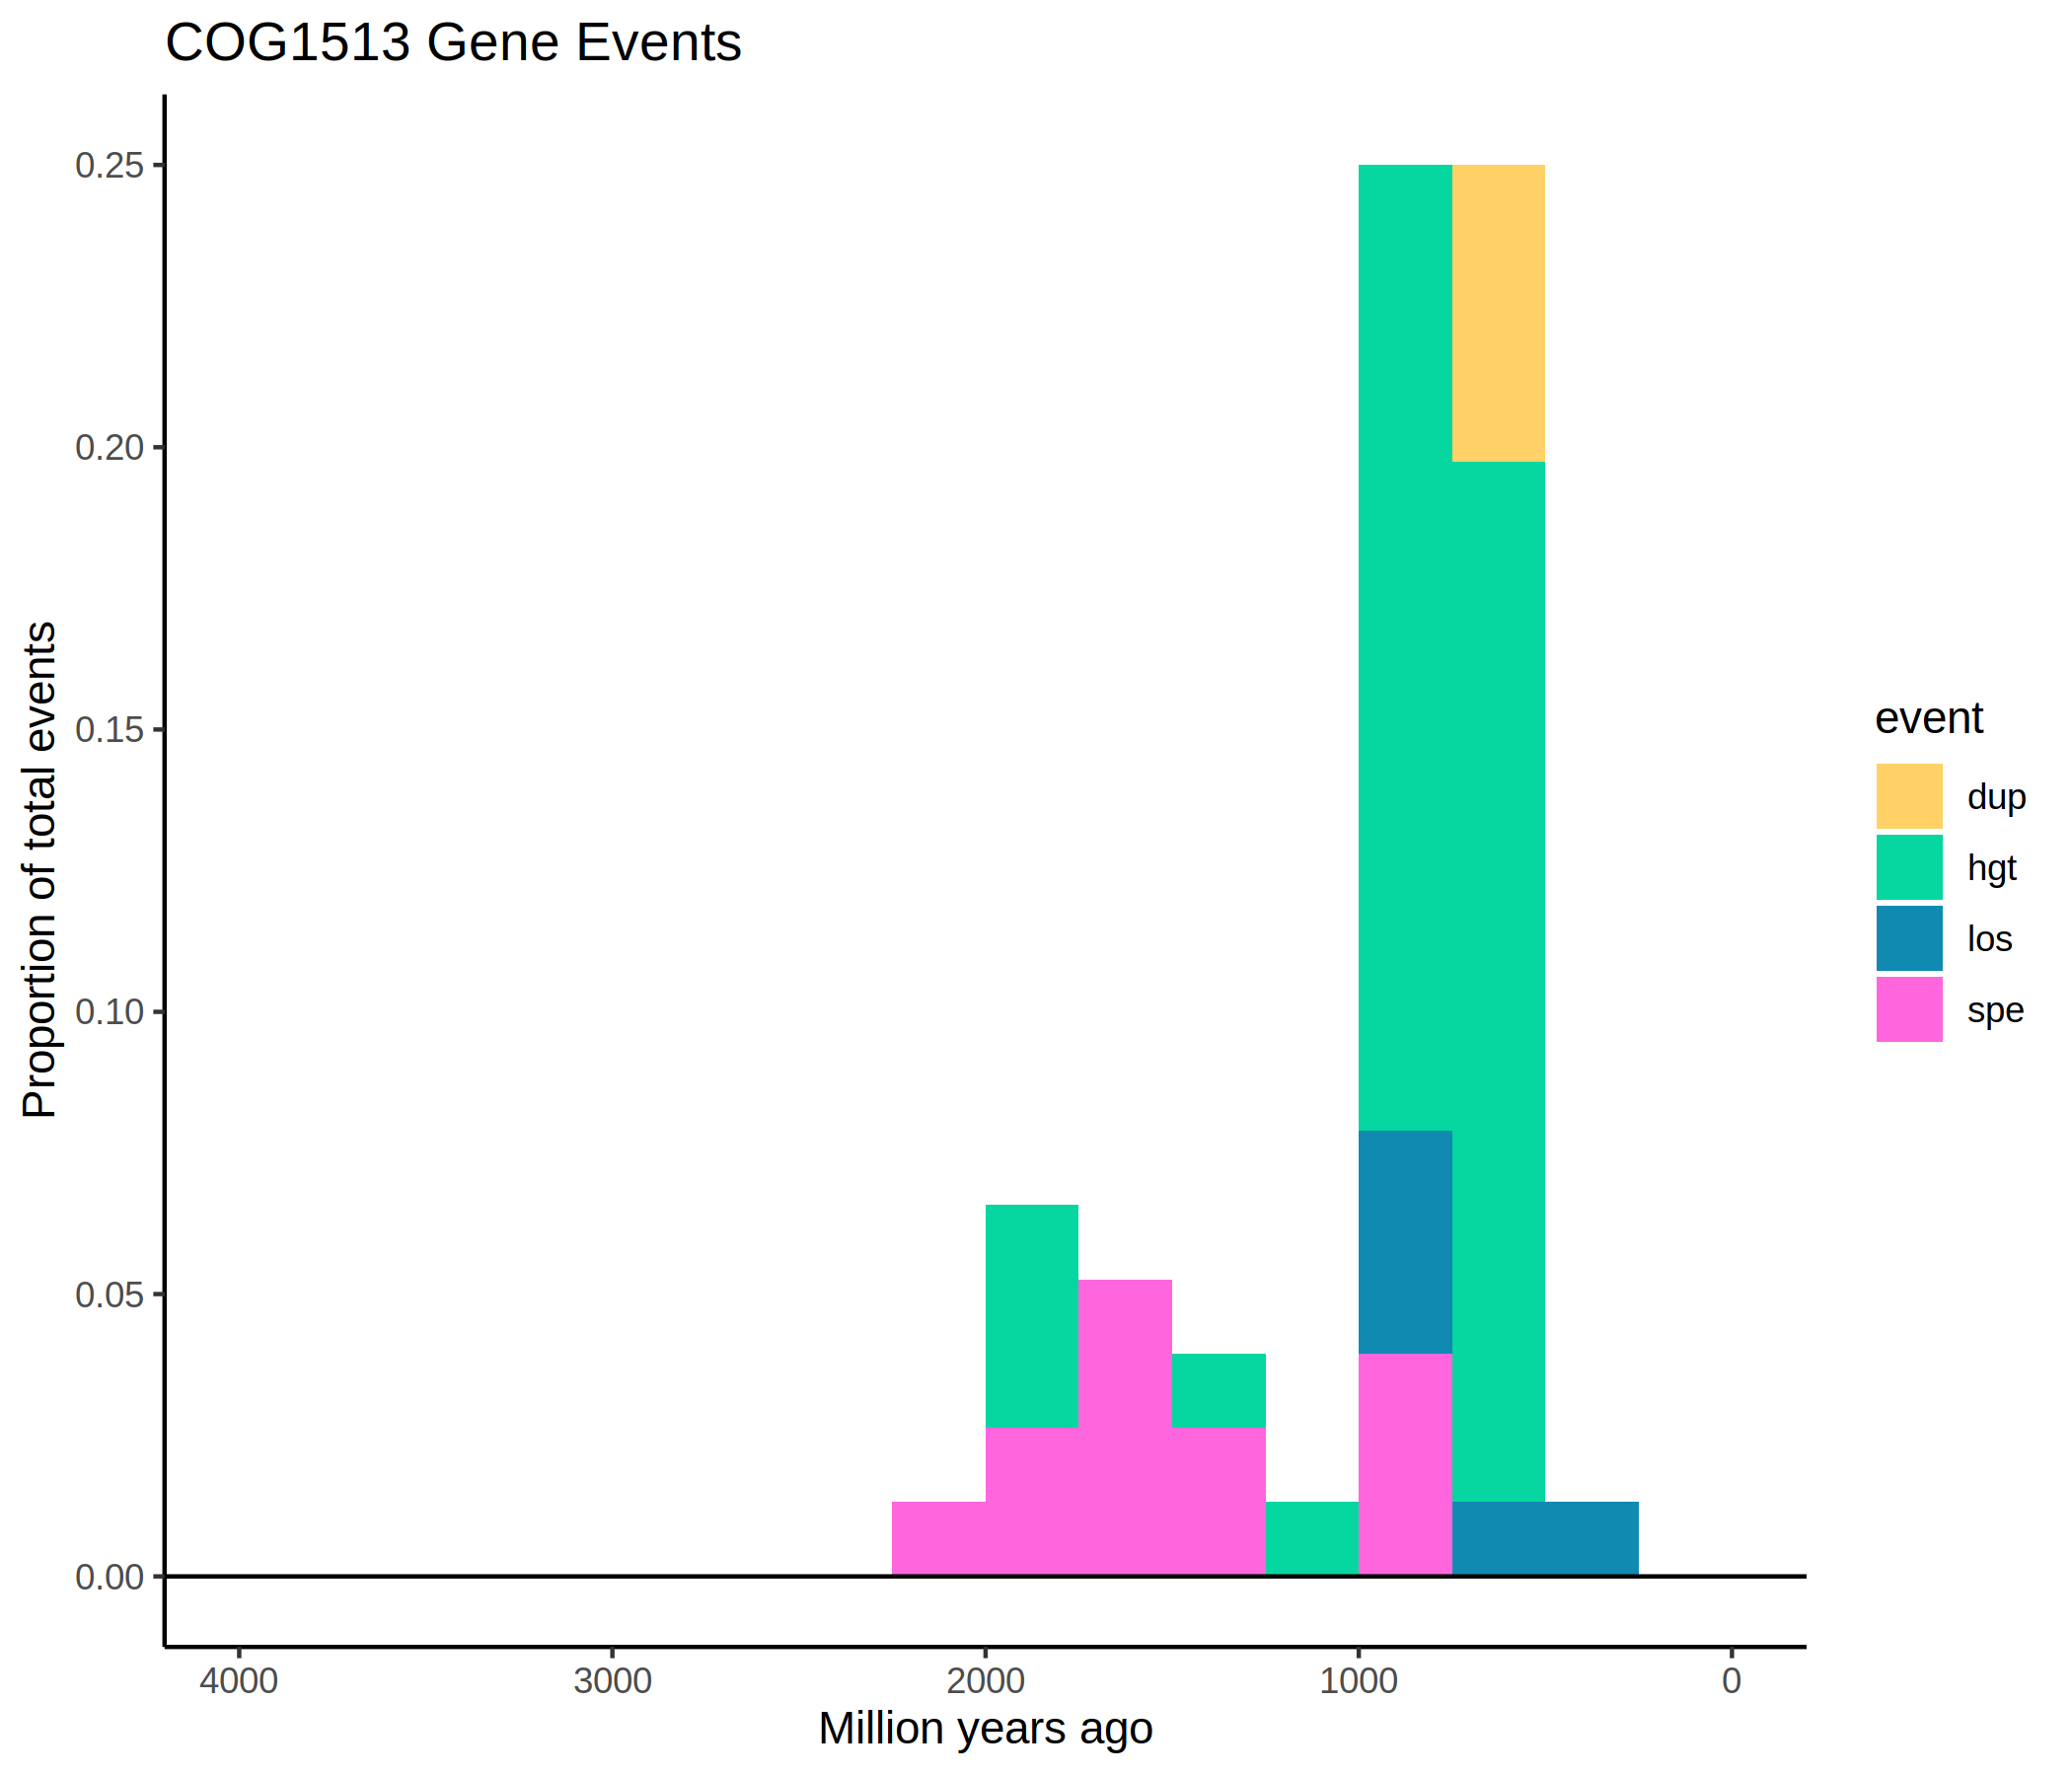 COG1513 Gene Events
Proportion of total events
0.25
0.20
0.15
0.10
0.05
0.00
4000 3000 2000 1000 0
Million years ago
event
dup
hgt
los
spe